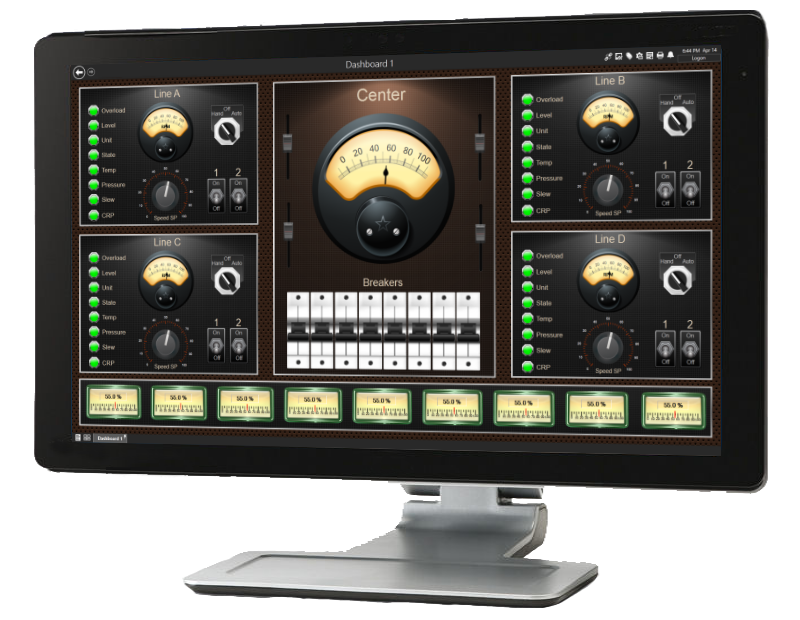 Dashboard 1
5:44 PM Apr 14
Logon
Line A
Overload
Level
Unit
State
Temp
Pressure
Slew
CRP
RPM
Off
Hand Auto
1 2
On On
Off Off
Speed SP
Center
0 20 40 60 80 100
Breakers
Line B
Overload
Level
Unit
State
Temp
Pressure
Slew
CRP
RPM
Off
Hand Auto
1 2
On On
Off Off
Speed SP
Line C
Overload
Level
Unit
State
Temp
Pressure
Slew
CRP
RPM
Off
Hand Auto
1 2
On On
Off Off
Speed SP
Line D
Overload
Level
Unit
State
Temp
Pressure
Slew
CRP
RPM
Off
Hand Auto
1 2
On On
Off Off
Speed SP
55.0 % 55.0 % 55.0 % 55.0 % 55.0 % 55.0 % 55.0 % 55.0 % 55.0 %
Dashboard 1